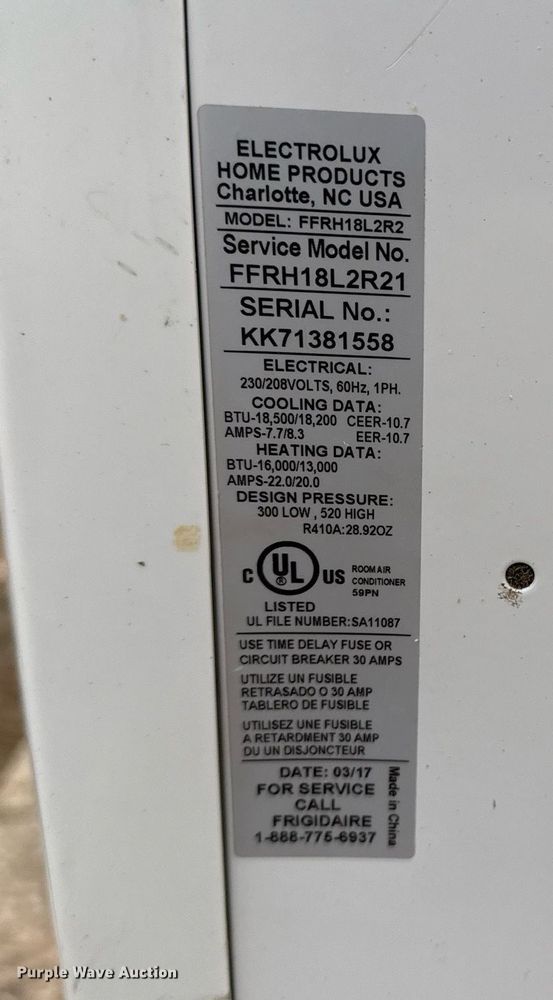 ELECTROLUX
HOME PRODUCTS
Charlotte, NC USA
MODEL: FFRH18L2R2
Service Model No.
FFRH18L2R21
SERIAL No.:
KK71381558
ELECTRICAL:
230/208VOLTS, 60Hz, 1PH.
COOLING DATA:
BTU-18,500/18,200 CEER-10.7
AMPS-7.7/8.3 EER-10.7
HEATING DATA:
BTU-16,000/13,000
AMPS-22.0/20.0
DESIGN PRESSURE:
300 LOW , 520 HIGH
R410A:28.92OZ
C UL ® US
ROOM AIR
CONDITIONER
59PN
LISTED
UL FILE NUMBER:SA11087
USE TIME DELAY FUSE OR
CIRCUIT BREAKER 30 AMPS
UTILIZE UN FUSIBLE
RETRASADO O 30 AMP
TABLERO DE FUSIBLE
UTILISEZ UNE FUSIBLE
A RETARDMENT 30 AMP
DU UN DISJONCTEUR
DATE: 03/17
FOR SERVICE
CALL
FRIGIDAIRE
1-888-775-6937
Made in China
Purple Wave Auction